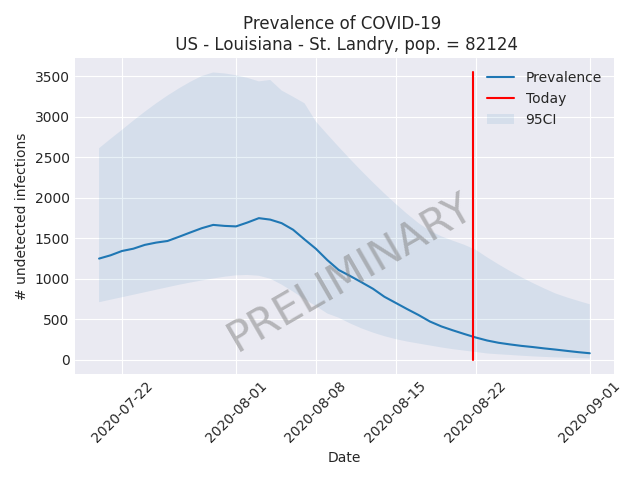 Prevalence of COVID-19
US - Louisiana - St. Landry, pop. = 82124
# undetected infections
3500
3000
2500
2000
1500
1000
500
0
Prevalence
Today
95CI
PRELIMINARY
2020-07-22
2020-08-01
2020-08-08
2020-08-15
2020-08-22
2020-09-01
Date